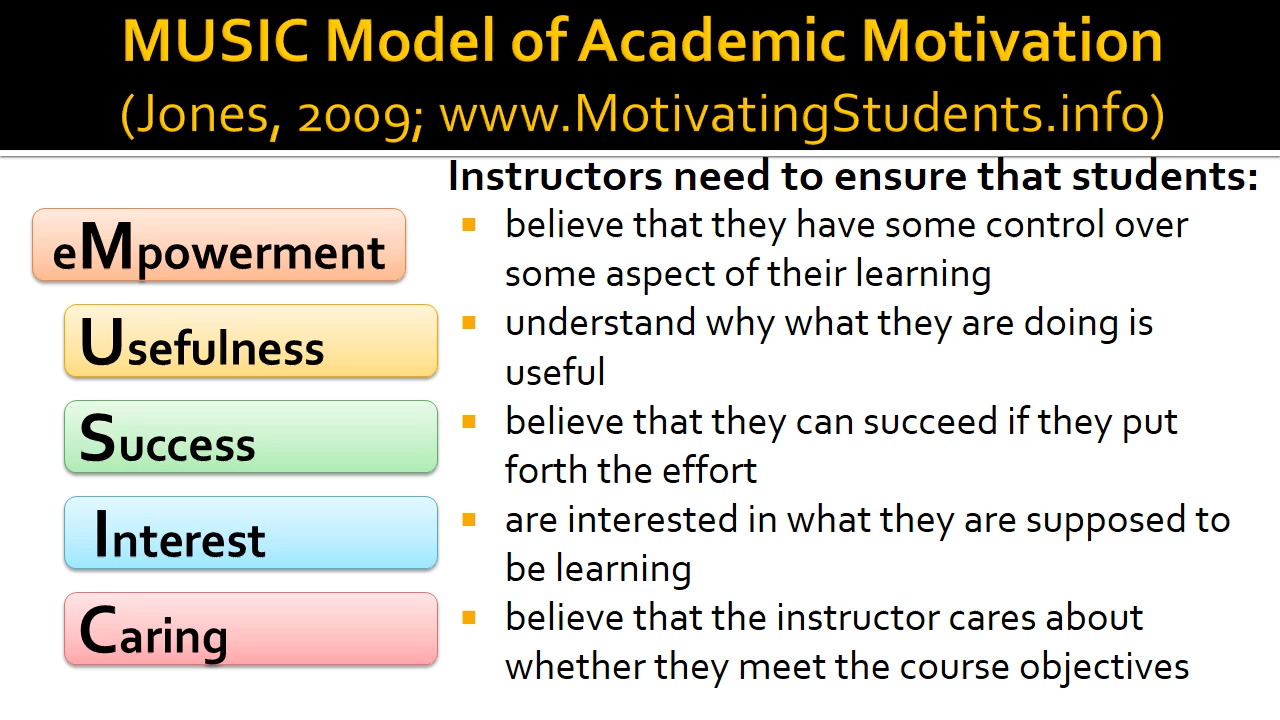 MUSIC Model of Academic Motivation
(Jones, 2009; www.MotivatingStudents.info)
Instructors need to ensure that students:
eMpowerment
▪ believe that they have some control over
some aspect of their learning
Usefulness
▪ understand why what they are doing is
useful
Success
▪ believe that they can succeed if they put
forth the effort
Interest
▪ are interested in what they are supposed to
be learning
Caring
▪ believe that the instructor cares about
whether they meet the course objectives